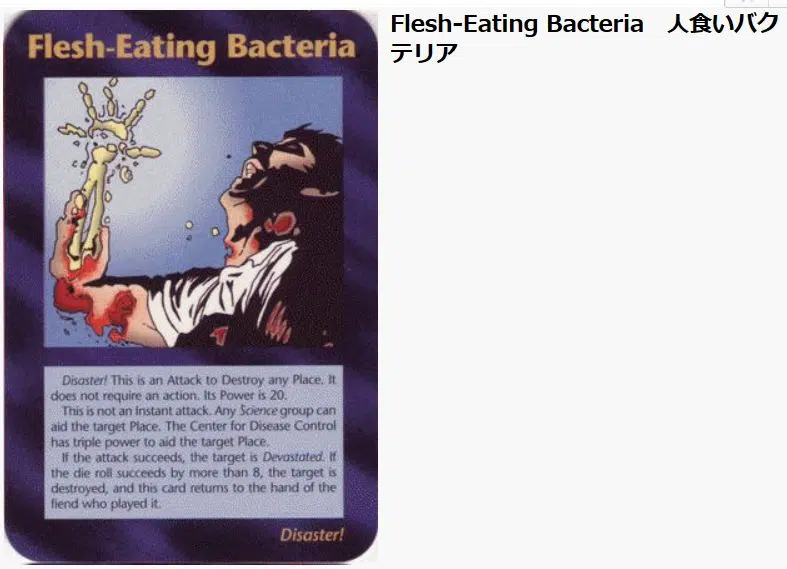 Flesh-Eating Bacteria
Disaster! This is an Attack to Destroy any Place. It
does not require an action. Its Power is 20.
This is not an Instant attack. Any Science group can
aid the target Place. The Center for Disease Control
has triple power to aid the target Place.
If the attack succeeds, the target is Devastated. If
the die roll succeeds by more than 8, the target is
destroyed, and this card returns to the hand of the
fiend who played it.
Disaster!
Flesh-Eating Bacteria　人食いバク
テリア